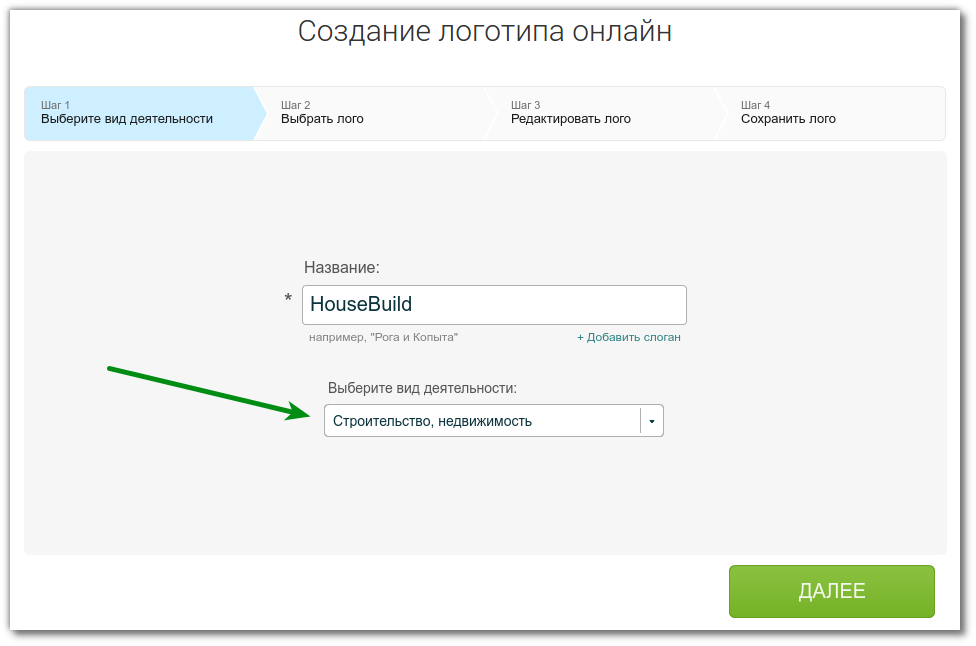 Создание логотипа онлайн
Шаг 1
Выберите вид деятельности
Шаг 2
Выбрать лого
Шаг 3
Редактировать лого
Шаг 4
Сохранить лого
Название:
* HouseBuild
например, "Рога и Копыта"
+ Добавить слоган
Выберите вид деятельности:
Строительство, недвижимость
ДАЛЕЕ